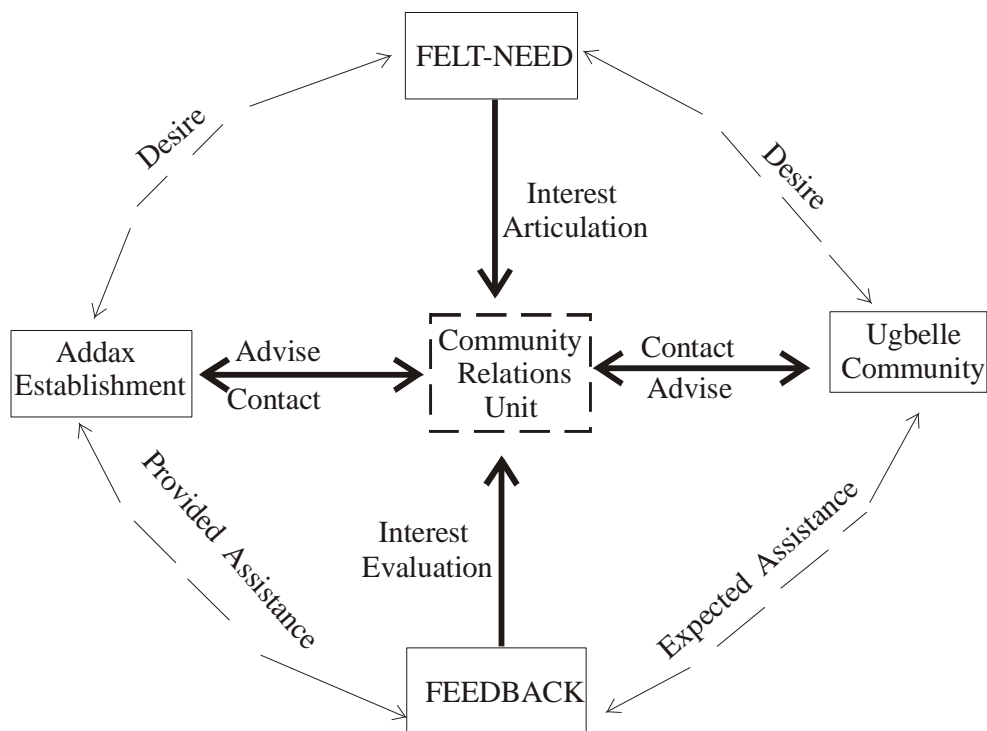 FELT-NEED
Desire
Desire
Interest
Articulation
Addax
Establishment
Advise
Contact
Community
Relations
Unit
Contact
Advise
Ugbelle
Community
Provided Assistance
Interest
Evaluation
Expected Assistance
FEEDBACK